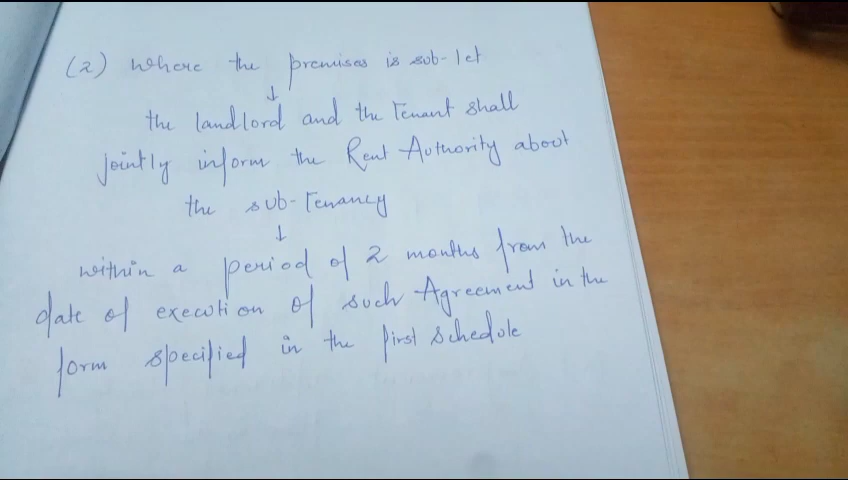 (2) Where the premises is sub-let
↓
the landlord and the Tenant shall
jointly inform the Rent Authority about
the sub-Tenancy
↓
within a period of 2 months from the
date of execution of such Agreement in the
form specified in the first Schedule